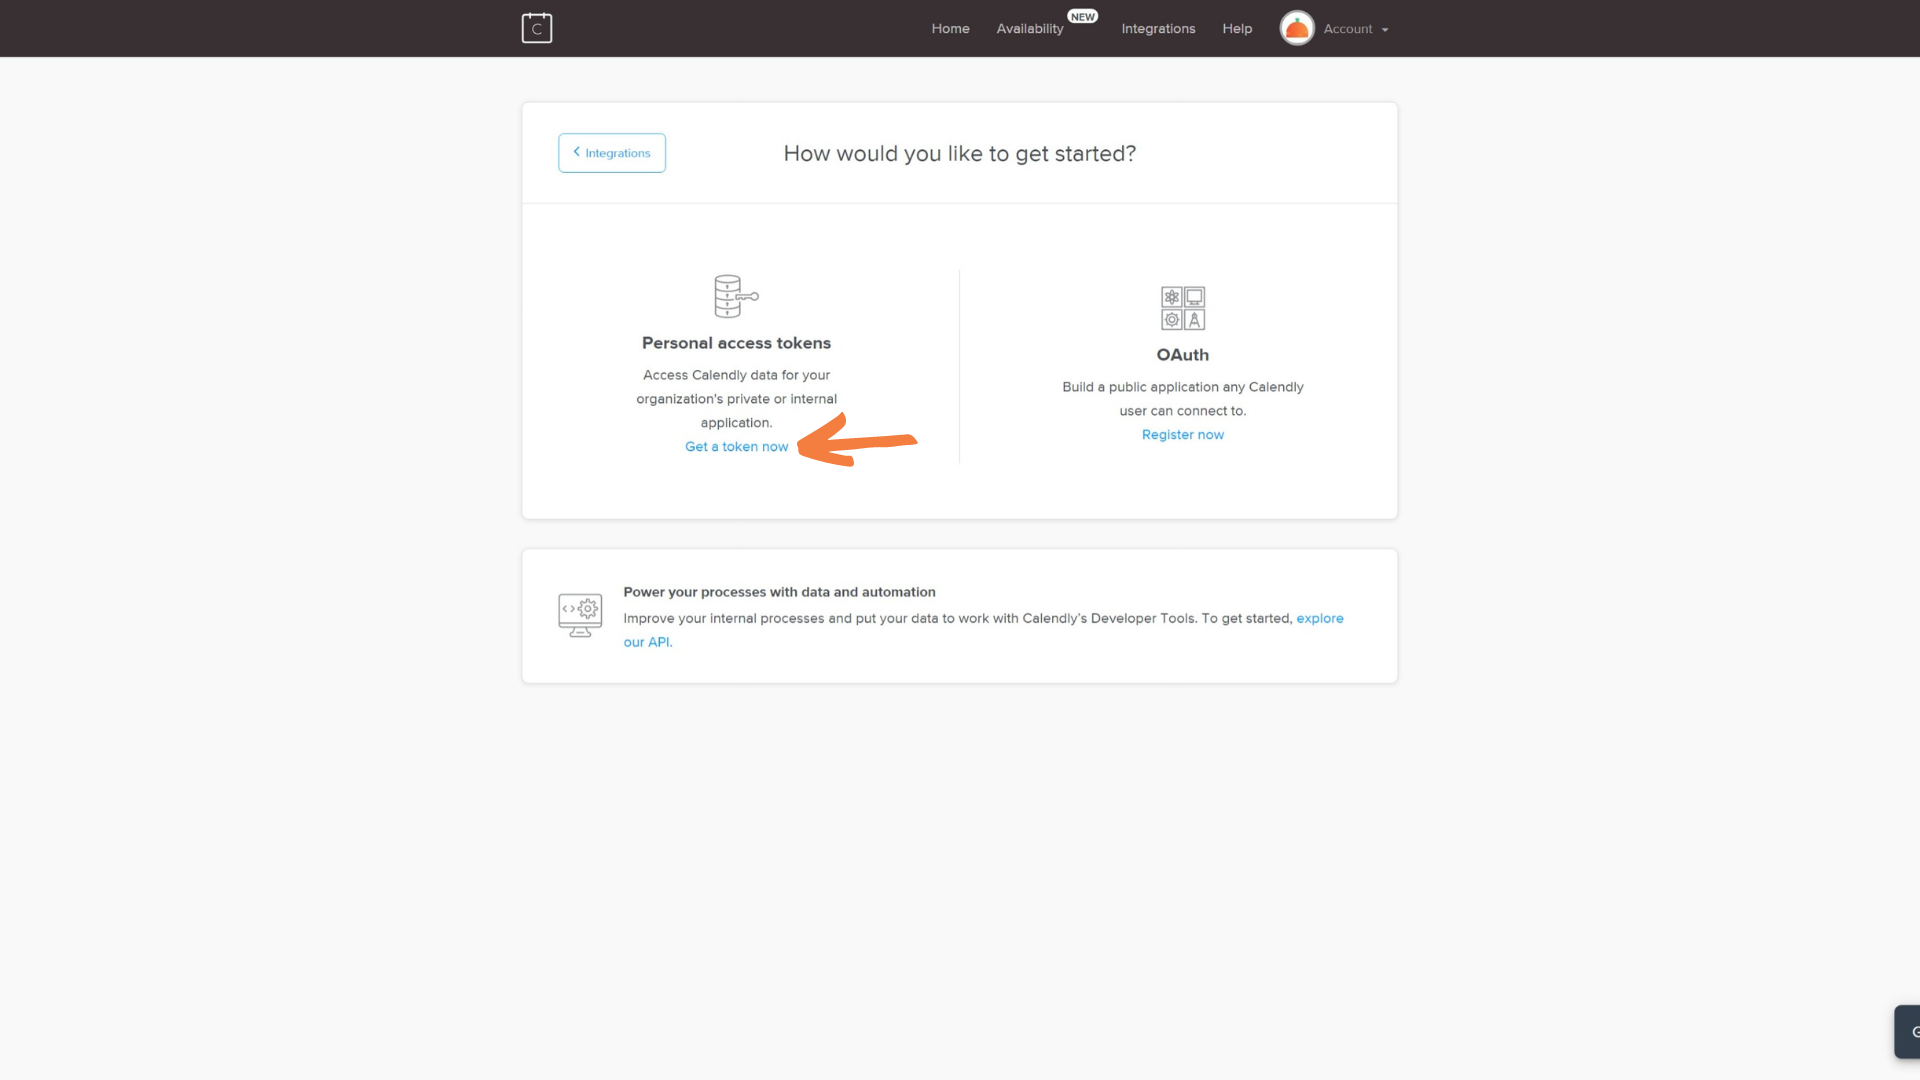 C
Home Availability NEW Integrations Help Account
Integrations
How would you like to get started?
Personal access tokens
Access Calendly data for your
organization's private or internal
application.
Get a token now
OAuth
Build a public application any Calendly
user can connect to.
Register now
Power your processes with data and automation
Improve your internal processes and put your data to work with Calendly's Developer Tools. To get started, explore
our API.